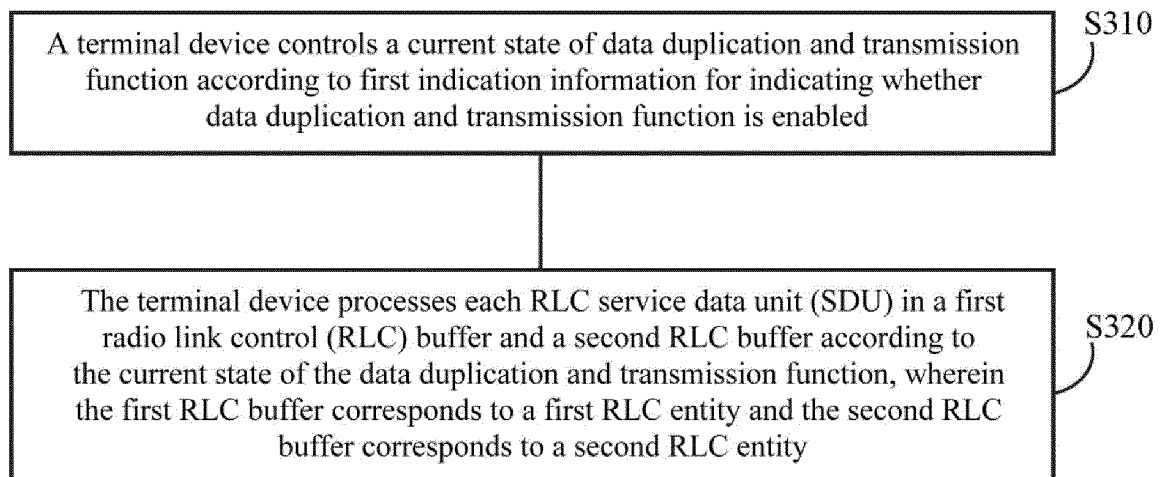 S310
A terminal device controls a current state of data duplication and transmission
function according to first indication information for indicating whether
data duplication and transmission function is enabled
The terminal device processes each RLC service data unit (SDU) in a first
radio link control (RLC) buffer and a second RLC buffer according to
the current state of the data duplication and transmission function, wherein
the first RLC buffer corresponds to a first RLC entity and the second RLC
buffer corresponds to a second RLC entity
S320